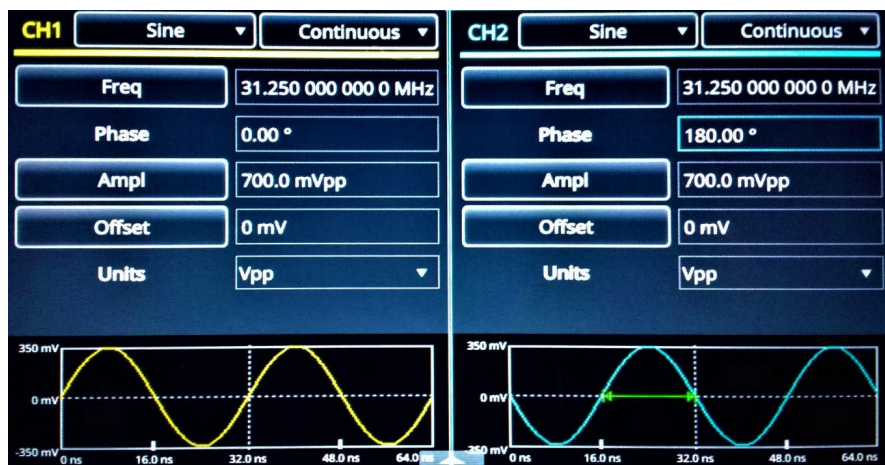 CH1 Sine Continuous
Freq 31.250 000 000 0 MHz
Phase 0.00 °
Ampl 700.0 mVpp
Offset 0 mV
Units Vpp
350 mV
0 mV
-350 mV
0 ns 16.0 ns 32.0 ns 48.0 ns 64.0 ns
CH2 Sine Continuous
Freq 31.250 000 000 0 MHz
Phase 180.00 °
Ampl 700.0 mVpp
Offset 0 mV
Units Vpp
350 mV
0 mV
-350 mV
0 ns 16.0 ns 32.0 ns 48.0 ns 64.0 ns